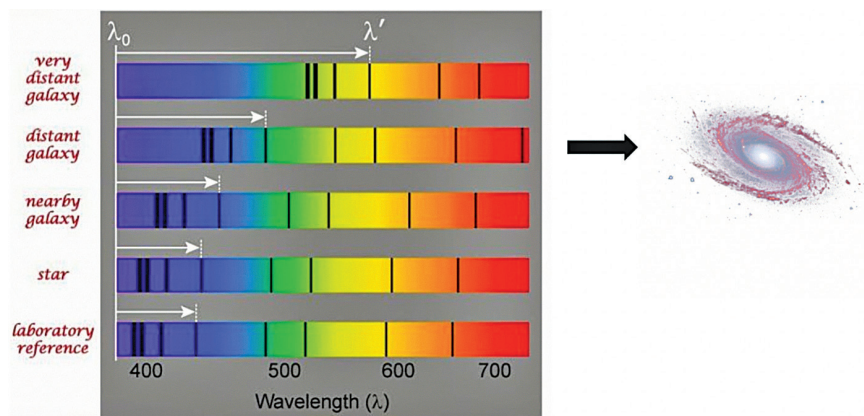 λ₀
λ′
very
distant
galaxy
distant
galaxy
nearby
galaxy
star
laboratory
reference
400 500 600 700
Wavelength (λ)